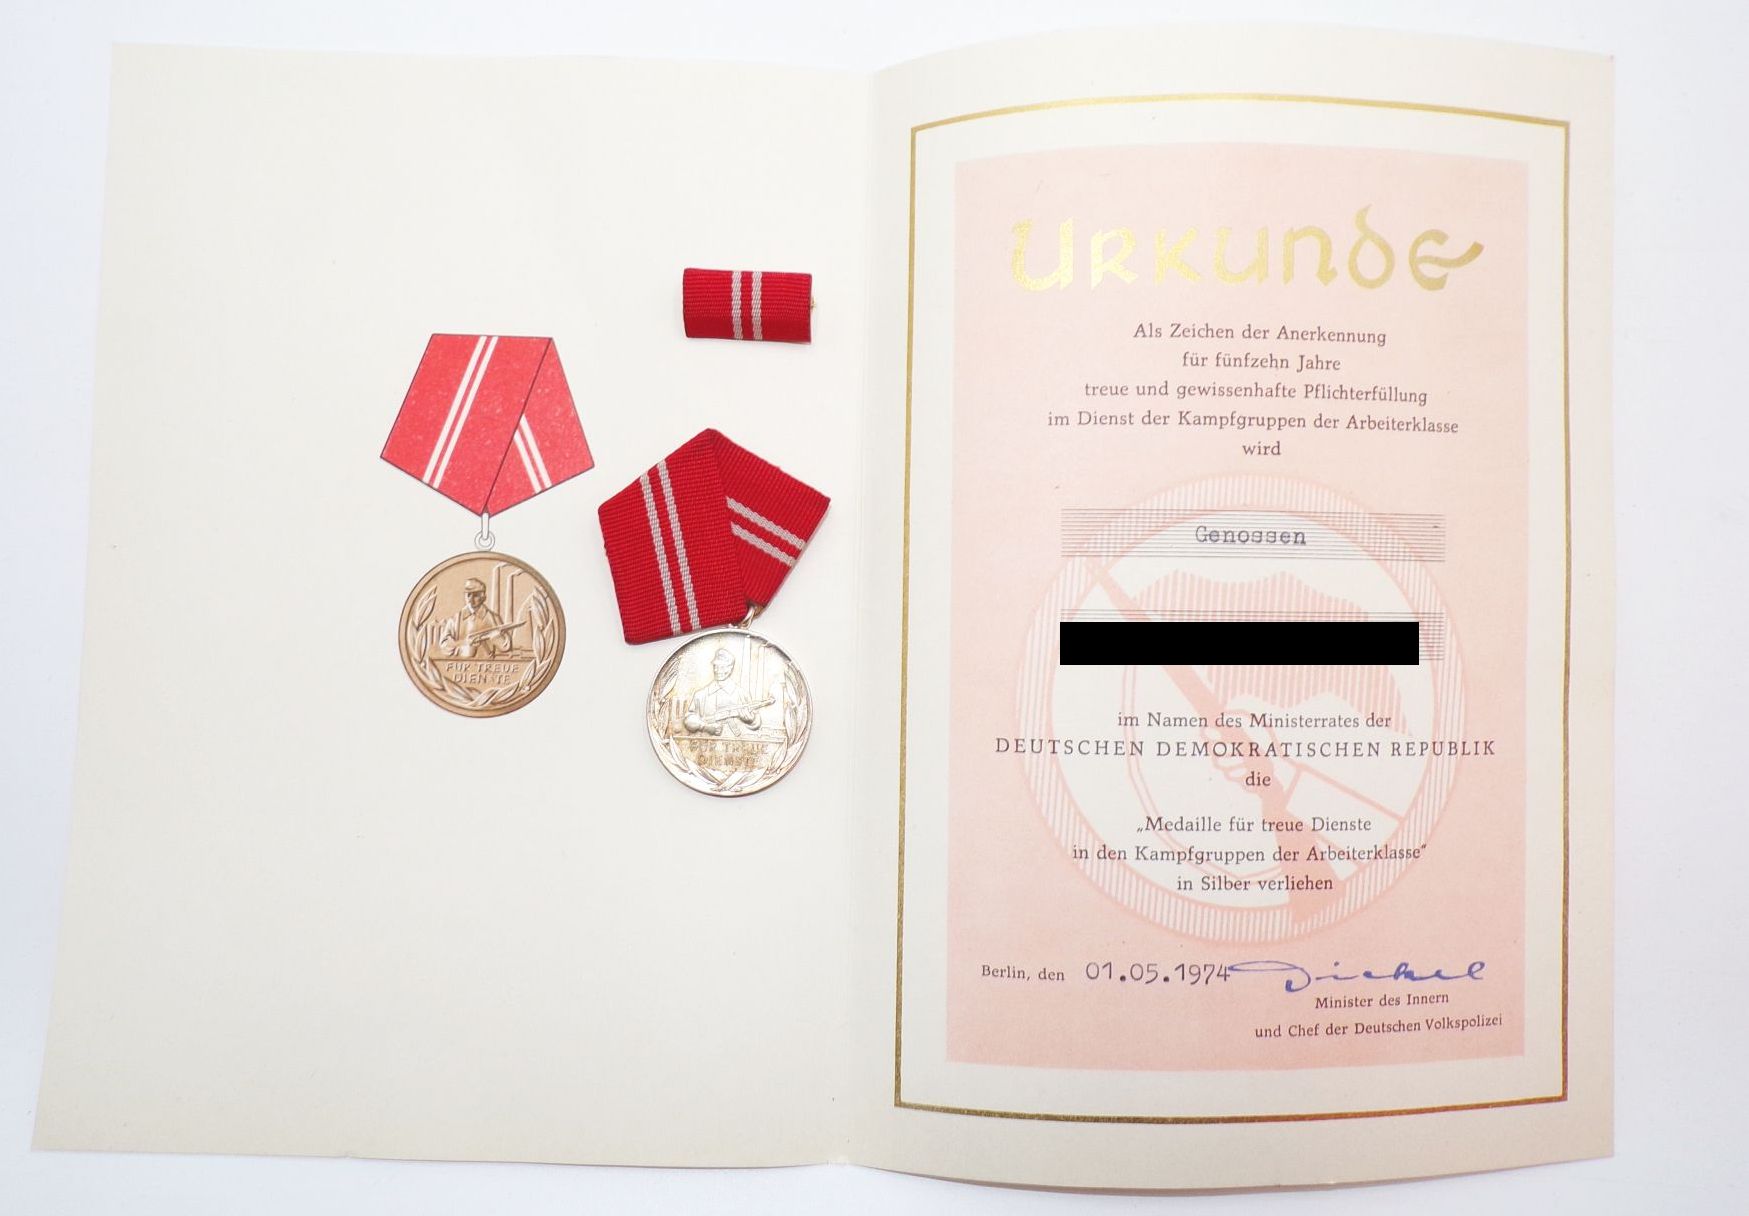 FÜR TREUE
DIENSTE
FÜR TREUE
DIENSTE
Urkunde
Als Zeichen der Anerkennung
für fünfzehn Jahre
treue und gewissenhafte Pflichterfüllung
im Dienst der Kampfgruppen der Arbeiterklasse
wird
Genossen
im Namen des Ministerrates der
DEUTSCHEN DEMOKRATISCHEN REPUBLIK
die
„Medaille für treue Dienste
in den Kampfgruppen der Arbeiterklasse“
in Silber verliehen
Berlin, den 01.05.1974 Dickel
Minister des Innern
und Chef der Deutschen Volkspolizei